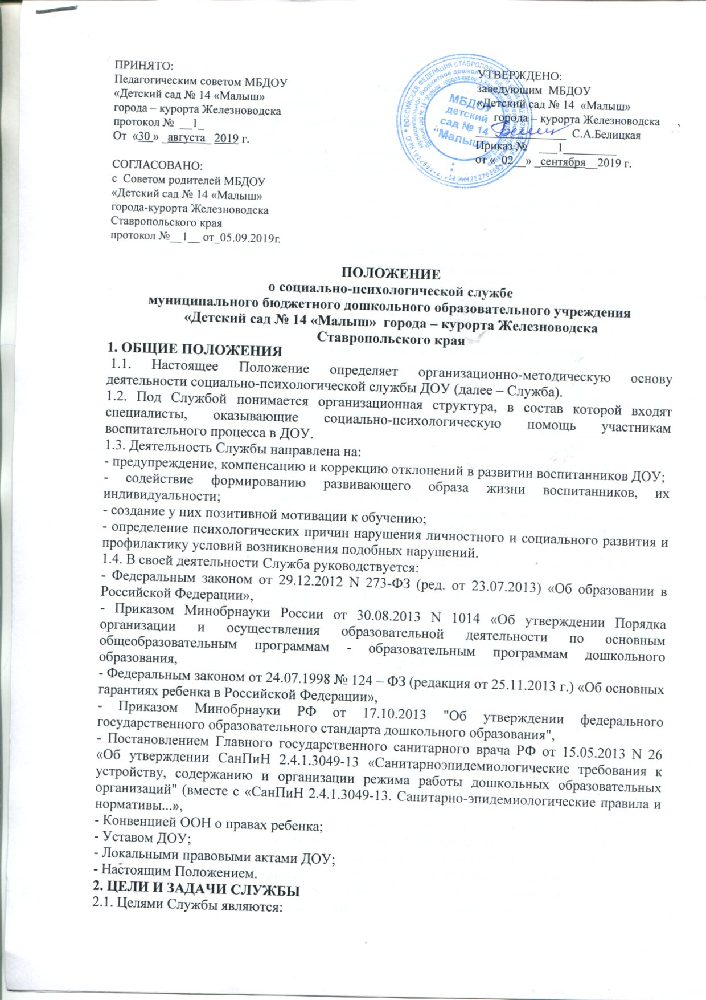 ПРИНЯТО:
Педагогическим советом МБДОУ
«Детский сад № 14 «Малыш»
города – курорта Железноводска
протокол № __1_
От «30 » _августа_ 2019 г.
СОГЛАСОВАНО:
с Советом родителей МБДОУ
«Детский сад № 14 «Малыш»
города-курорта Железноводска
Ставропольского края
протокол №__1__ от_05.09.2019г.
УТВЕРЖДЕНО:
заведующим МБДОУ
«Детский сад № 14 «Малыш»
города – курорта Железноводска
С.А.Белицкая
Приказ № ___1_________
от «_02__» _сентября__2019 г.
МБДОУ
детский
сад № 14
"Малыш"
ПОЛОЖЕНИЕ
о социально-психологической службе
муниципального бюджетного дошкольного образовательного учреждения
«Детский сад № 14 «Малыш» города – курорта Железноводска
Ставропольского края
1. ОБЩИЕ ПОЛОЖЕНИЯ
1.1. Настоящее Положение определяет организационно-методическую основу
деятельности социально-психологической службы ДОУ (далее – Служба).
1.2. Под Службой понимается организационная структура, в состав которой входят
специалисты, оказывающие социально-психологическую помощь участникам
воспитательного процесса в ДОУ.
1.3. Деятельность Службы направлена на:
- предупреждение, компенсацию и коррекцию отклонений в развитии воспитанников ДОУ;
- содействие формированию развивающего образа жизни воспитанников, их
индивидуальности;
- создание у них позитивной мотивации к обучению;
- определение психологических причин нарушения личностного и социального развития и
профилактику условий возникновения подобных нарушений.
1.4. В своей деятельности Служба руководствуется:
- Федеральным законом от 29.12.2012 N 273-ФЗ (ред. от 23.07.2013) «Об образовании в
Российской Федерации»,
- Приказом Минобрнауки России от 30.08.2013 N 1014 «Об утверждении Порядка
организации и осуществления образовательной деятельности по основным
общеобразовательным программам - образовательным программам дошкольного
образования,
- Федеральным законом от 24.07.1998 № 124 – ФЗ (редакция от 25.11.2013 г.) «Об основных
гарантиях ребенка в Российской Федерации»,
- Приказом Минобрнауки РФ от 17.10.2013 "Об утверждении федерального
государственного образовательного стандарта дошкольного образования",
- Постановлением Главного государственного санитарного врача РФ от 15.05.2013 N 26
«Об утверждении СанПиН 2.4.1.3049-13 «Санитарноэпидемиологические требования к
устройству, содержанию и организации режима работы дошкольных образовательных
организаций" (вместе с «СанПиН 2.4.1.3049-13. Санитарно-эпидемиологические правила и
нормативы...»,
- Конвенцией ООН о правах ребенка;
- Уставом ДОУ;
- Локальными правовыми актами ДОУ;
- Настоящим Положением.
2. ЦЕЛИ И ЗАДАЧИ СЛУЖБЫ
2.1. Целями Службы являются: